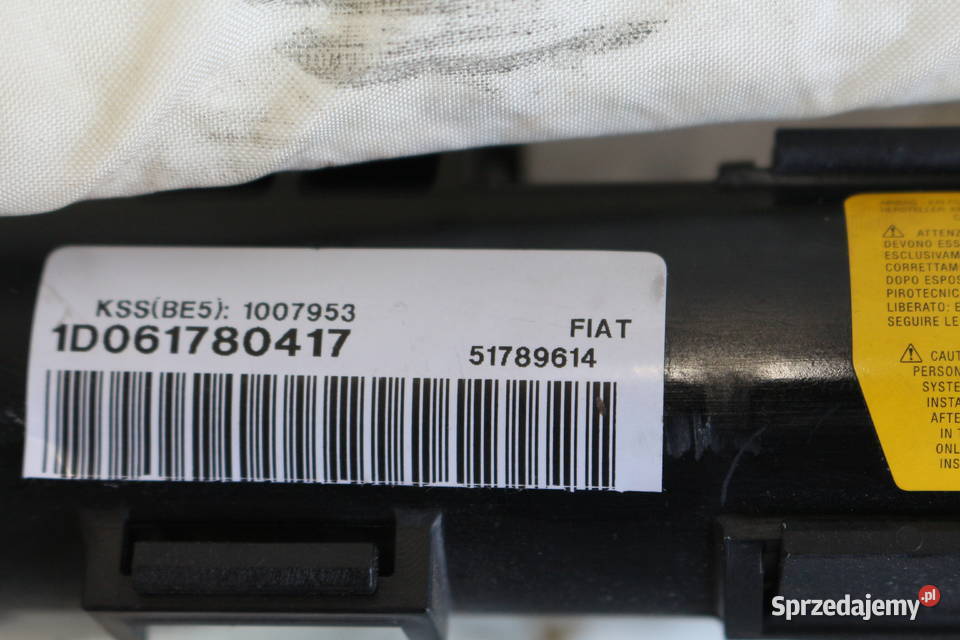 KSS(BE5): 1007953
1D061780417
FIAT
51789614
ATTENZ
DEVONO ESS
ESCLUSIVAM
CORRETTAM
DOPO ESPOS
PIROTECNIC
LIBERATO: E
SEGUIRE LE
CAUT
PERSON
SYSTE
INSTA
AFTE
IN T
ONL
INS
Sprzedajemy.pl